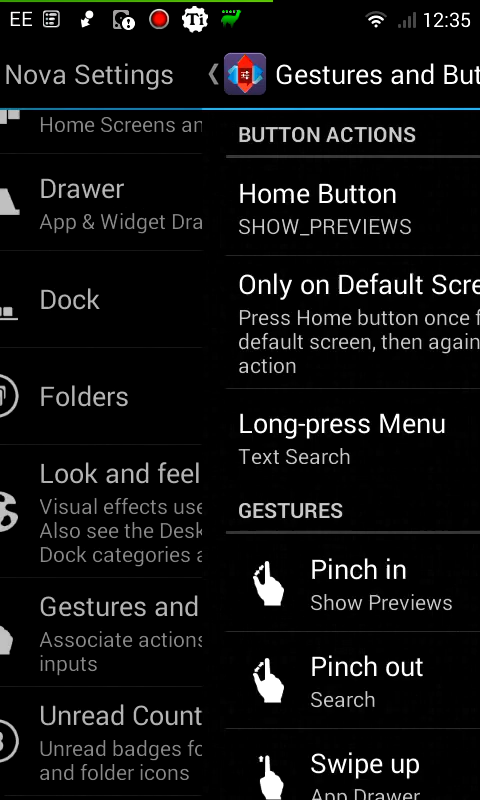 EE
Ti
12:35
Nova Settings
Gestures and But
Home Screens an
Drawer
App & Widget Dra
Dock
Folders
Look and feel
Visual effects use
Also see the Desk
Dock categories a
Gestures and
Associate actions
inputs
Unread Count
Unread badges fo
and folder icons
BUTTON ACTIONS
Home Button
SHOW_PREVIEWS
Only on Default Scre
Press Home button once f
default screen, then again
action
Long-press Menu
Text Search
GESTURES
Pinch in
Show Previews
Pinch out
Search
Swipe up
App Drawer